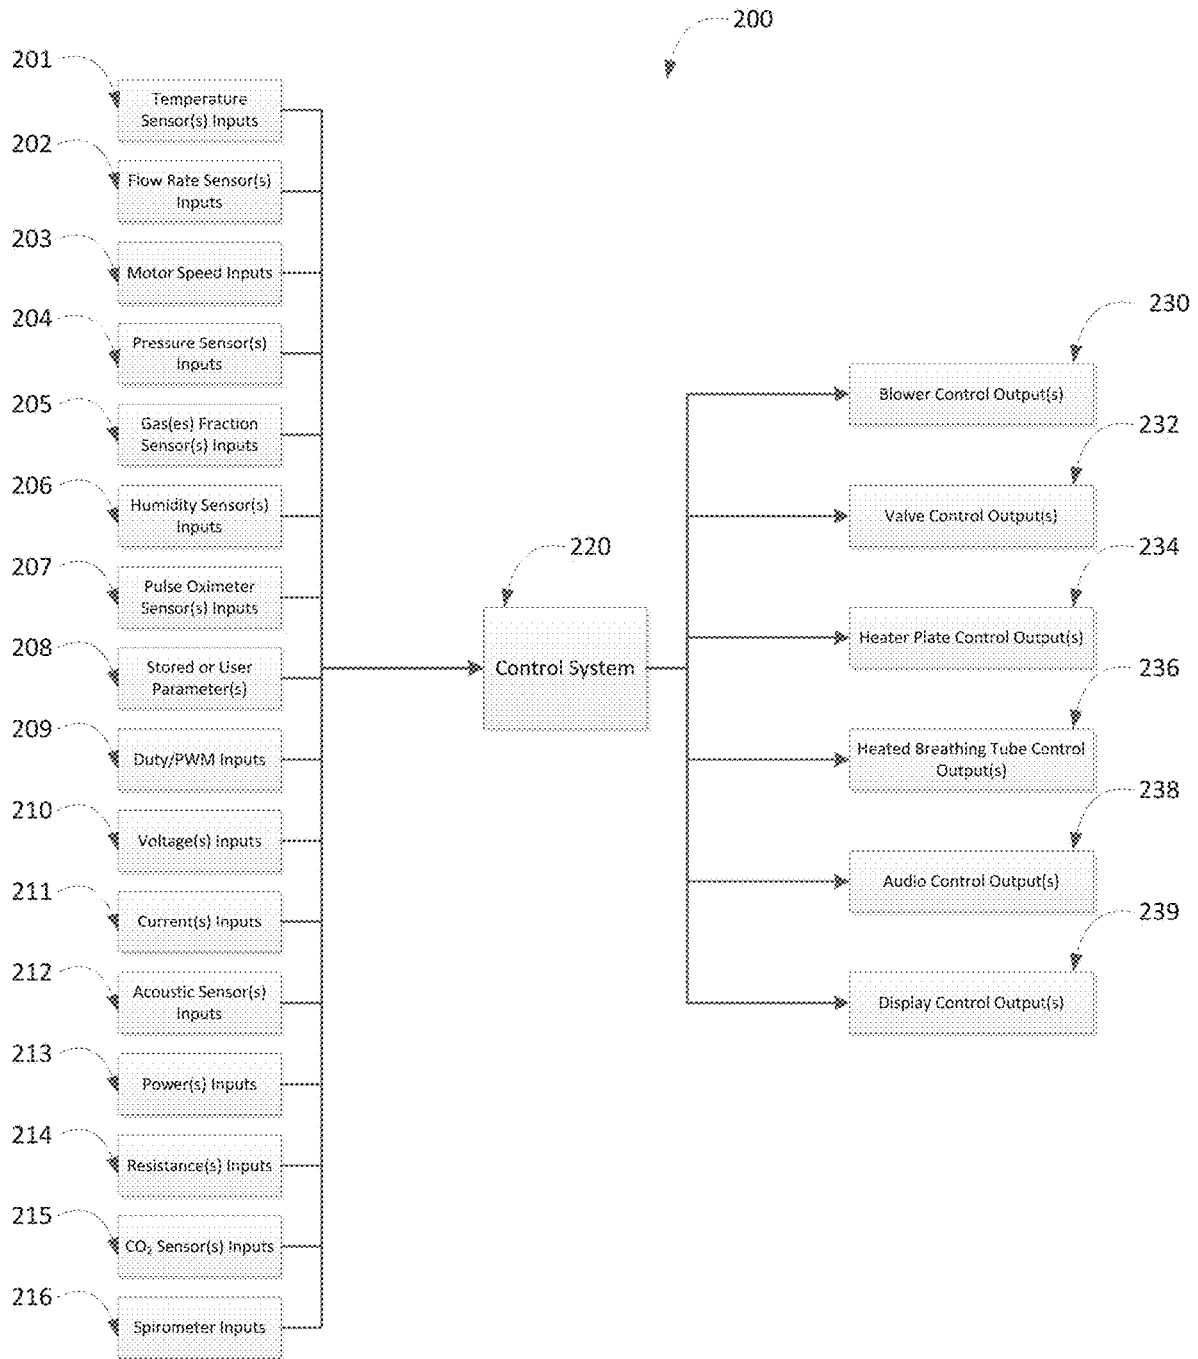 200
201
Temperature
Sensor(s) Inputs
202
Flow Rate Sensor(s)
Inputs
203
Motor Speed Inputs
204
Pressure Sensor(s)
Inputs
205
Gas(es) Fraction
Sensor(s) Inputs
206
Humidity Sensor(s)
Inputs
207
Pulse Oximeter
Sensor(s) Inputs
208
Stored or User
Parameter(s)
209
Duty/PWM Inputs
210
Voltage(s) Inputs
211
Current(s) Inputs
212
Acoustic Sensor(s)
Inputs
213
Power(s) Inputs
214
Resistance(s) Inputs
215
CO₂ Sensor(s) Inputs
216
Spirometer Inputs
220
Control System
230
Blower Control Output(s)
232
Valve Control Output(s)
234
Heater Plate Control Output(s)
236
Heated Breathing Tube Control
Output(s)
238
Audio Control Output(s)
239
Display Control Output(s)